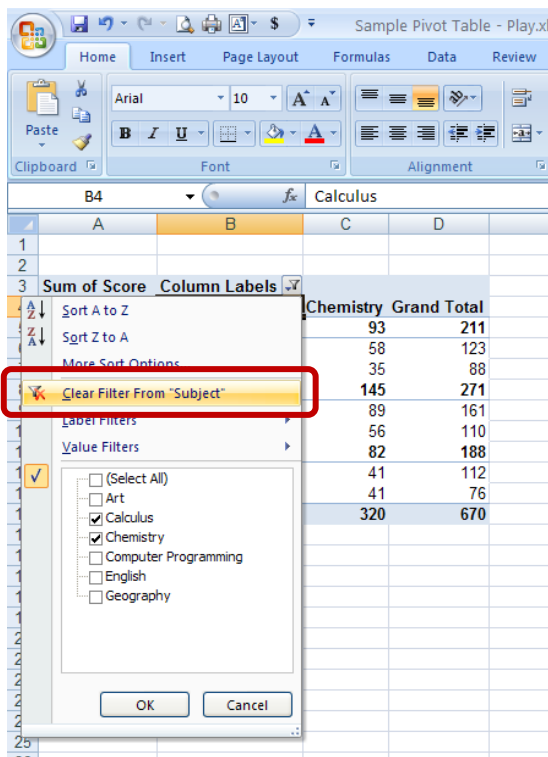 Sample Pivot Table - Play.xl
Home Insert Page Layout Formulas Data Review
Paste
Arial 10
B I U
Clipboard Font Alignment
B4 fx Calculus
A B C D
1
2
3 Sum of Score Column Labels
Chemistry Grand Total
93 211
58 123
35 88
145 271
89 161
56 110
82 188
41 112
41 76
320 670
Sort A to Z
Sort Z to A
More Sort Options
Clear Filter From "Subject"
Label Filters
Value Filters
(Select All)
Art
Calculus
Chemistry
Computer Programming
English
Geography
OK Cancel
25